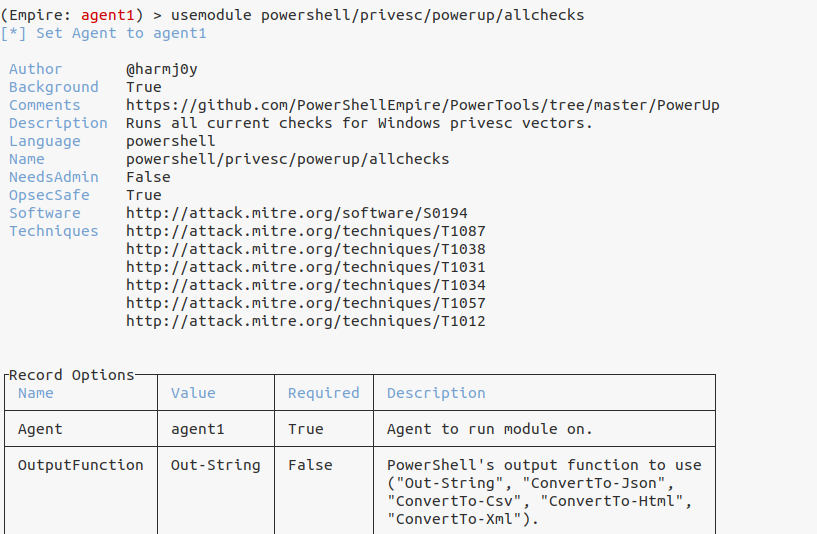 (Empire: agent1) > usemodule powershell/privesc/powerup/allchecks
[*] Set Agent to agent1
Author @harmj0y
Background True
Comments https://github.com/PowerShellEmpire/PowerTools/tree/master/PowerUp
Description Runs all current checks for Windows privesc vectors.
Language powershell
Name powershell/privesc/powerup/allchecks
NeedsAdmin False
OpsecSafe True
Software http://attack.mitre.org/software/S0194
Techniques http://attack.mitre.org/techniques/T1087
http://attack.mitre.org/techniques/T1038
http://attack.mitre.org/techniques/T1031
http://attack.mitre.org/techniques/T1034
http://attack.mitre.org/techniques/T1057
http://attack.mitre.org/techniques/T1012
Record Options
Name Value Required Description
Agent agent1 True Agent to run module on.
OutputFunction Out-String False PowerShell's output function to use
("Out-String", "ConvertTo-Json",
"ConvertTo-Csv", "ConvertTo-Html",
"ConvertTo-Xml").